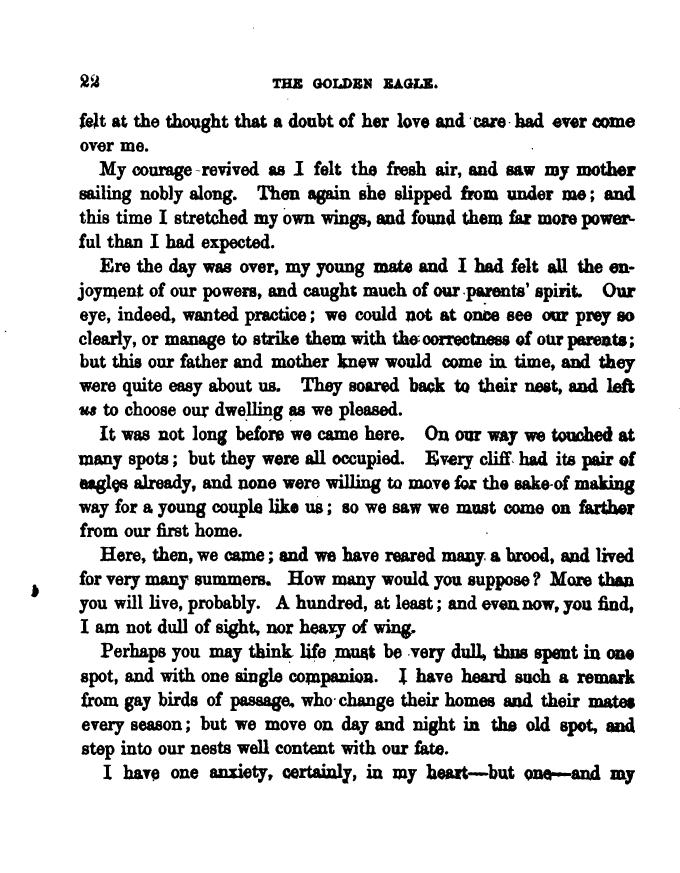 22 THE GOLDEN EAGLE.
felt at the thought that a doubt of her love and care had ever come
over me.
My courage revived as I felt the fresh air, and saw my mother
sailing nobly along. Then again she slipped from under me; and
this time I stretched my own wings, and found them far more power-
ful than I had expected.
Ere the day was over, my young mate and I had felt all the en-
joyment of our powers, and caught much of our parents' spirit. Our
eye, indeed, wanted practice; we could not at once see our prey so
clearly, or manage to strike them with the correctness of our parents;
but this our father and mother knew would come in time, and they
were quite easy about us. They soared back to their nest, and left
us to choose our dwelling as we pleased.
It was not long before we came here. On our way we touched at
many spots; but they were all occupied. Every cliff had its pair of
eagles already, and none were willing to move for the sake of making
way for a young couple like us; so we saw we must come on farther
from our first home.
Here, then, we came; and we have reared many a brood, and lived
for very many summers. How many would you suppose? More than
you will live, probably. A hundred, at least; and even now, you find,
I am not dull of sight, nor heavy of wing.
Perhaps you may think life must be very dull, thus spent in one
spot, and with one single companion. I have heard such a remark
from gay birds of passage, who change their homes and their mates
every season; but we move on day and night in the old spot, and
step into our nests well content with our fate.
I have one anxiety, certainly, in my heart—but one—and my